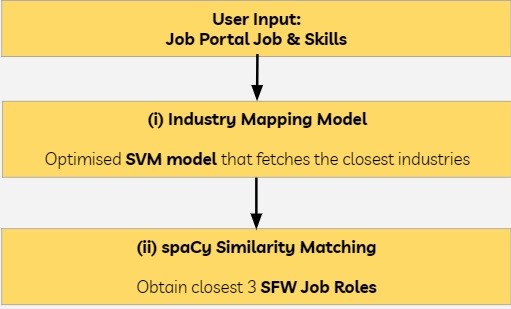 User Input:
Job Portal Job & Skills
(i) Industry Mapping Model
Optimised SVM model that fetches the closest industries
(ii) spaCy Similarity Matching
Obtain closest 3 SFW Job Roles